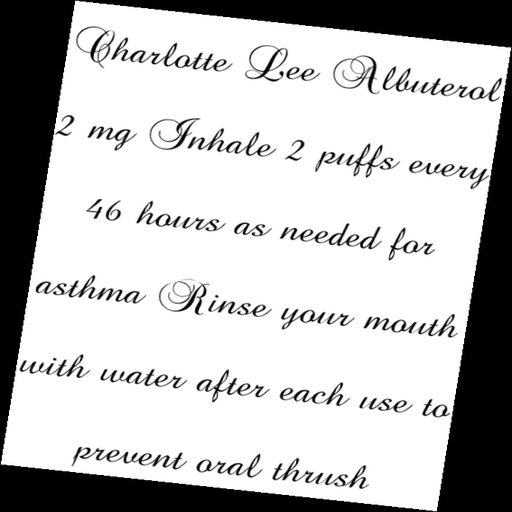 Charlotte Lee Albuterol
2 mg Inhale 2 puffs every
46 hours as needed for
asthma Rinse your mouth
with water after each use to
prevent oral thrush